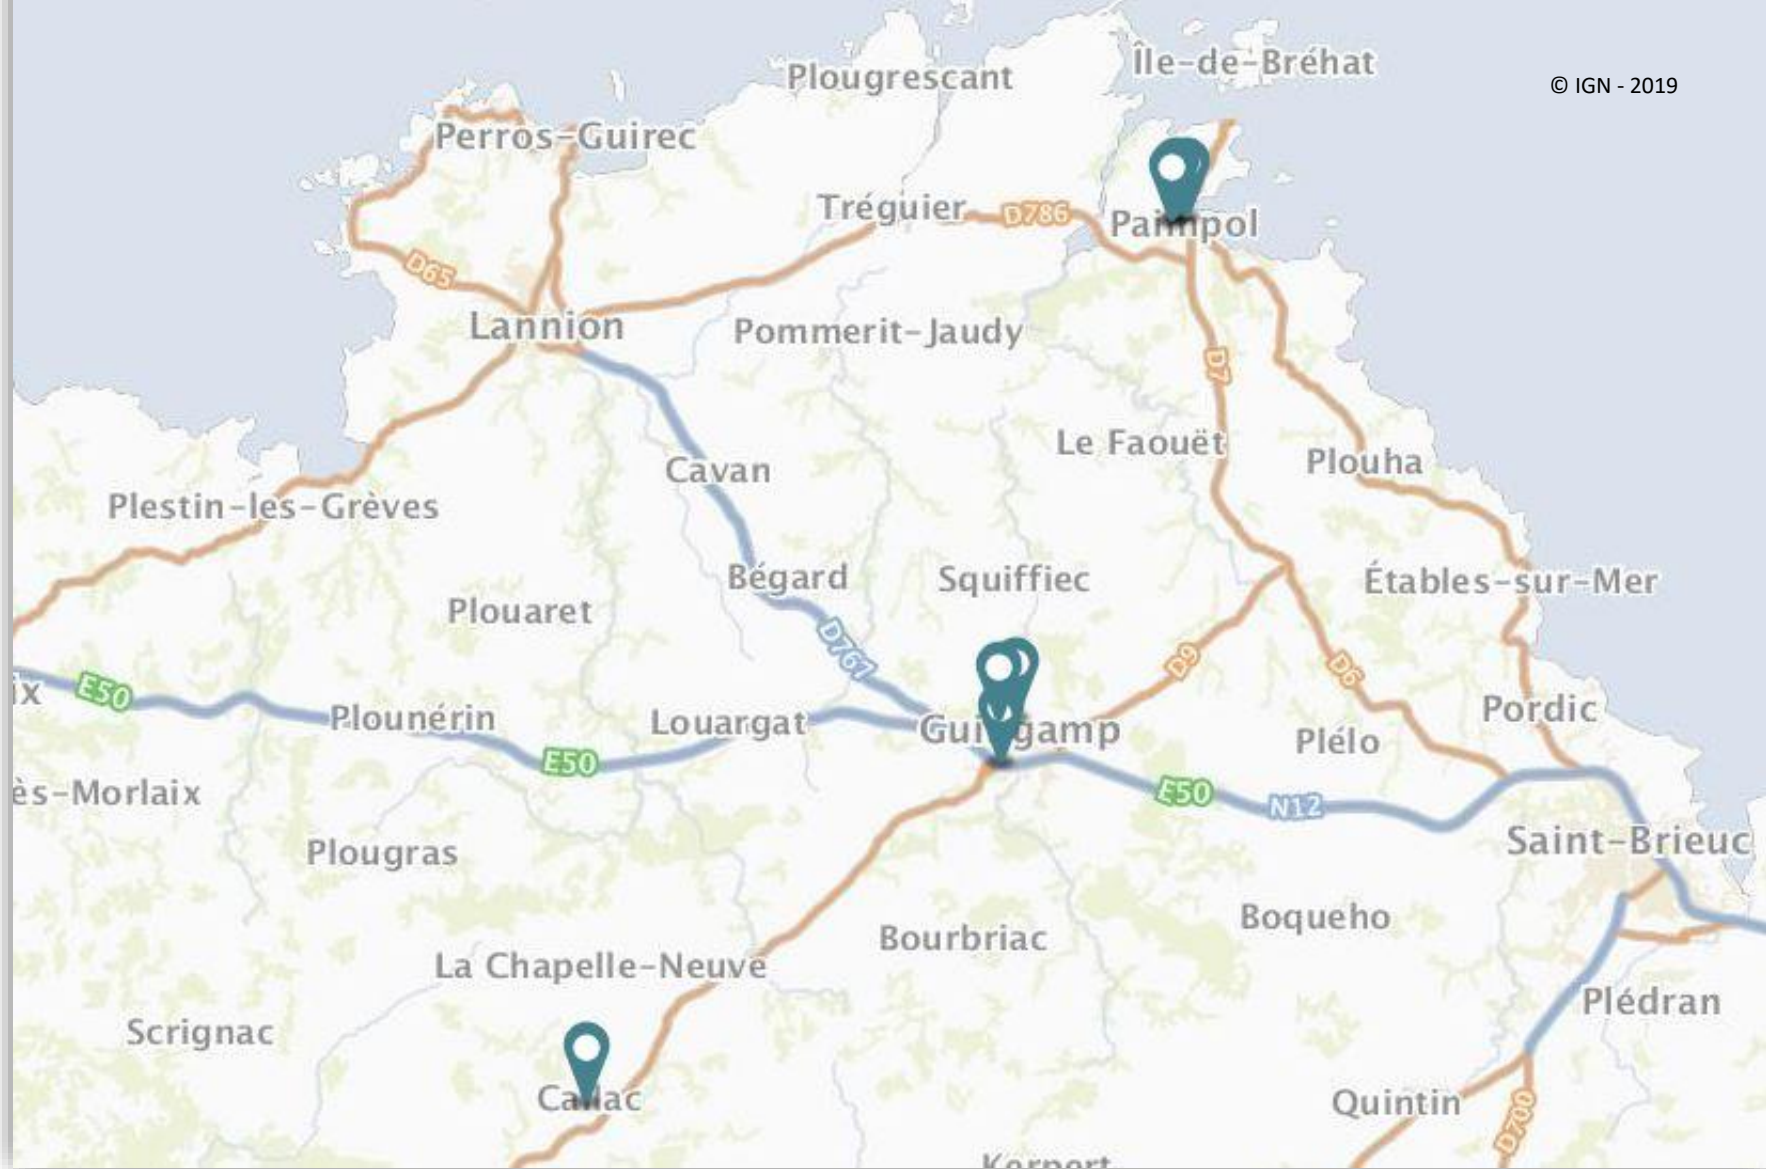 Île-de-Bréhat
Plougrescant
© IGN - 2019
Perros-Guirec
Tréguier
D786
Paimpol
D65
Lannion
Pommerit-Jaudy
D7
Le Faouët
Plouha
Cavan
Plestin-les-Grèves
Bégard
Squiffiec
Étables-sur-Mer
Plouaret
D767
D9
D6
ix
E50
Plounérin
Louargat
Guingamp
Pordic
Plélo
E50
ès-Morlaix
E50
N12
Plougras
Saint-Brieuc
Boqueho
Bourbriac
La Chapelle-Neuve
Plédran
Scrignac
Callac
Quintin
D700
Kerpert